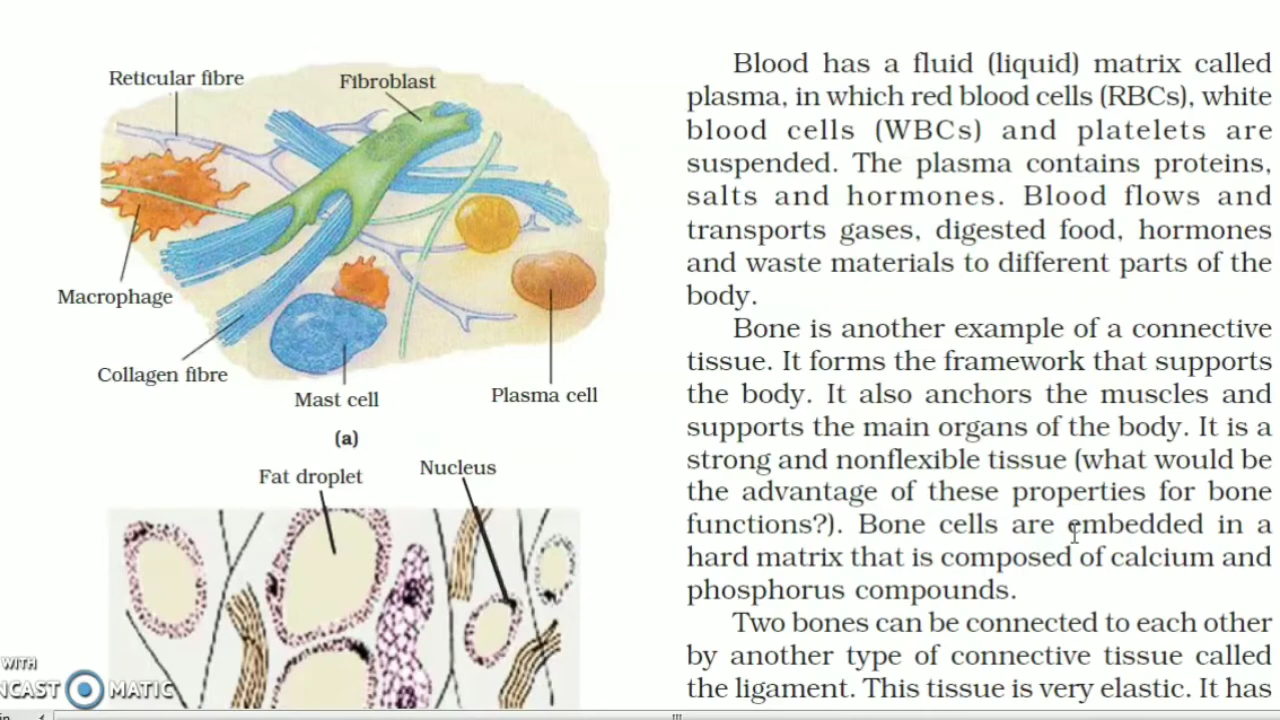 Reticular fibre
Fibroblast
Macrophage
Collagen fibre
Mast cell
Plasma cell
(a)
Fat droplet
Nucleus
WITH
NCAST MATIC
Blood has a fluid (liquid) matrix called
plasma, in which red blood cells (RBCs), white
blood cells (WBCs) and platelets are
suspended. The plasma contains proteins,
salts and hormones. Blood flows and
transports gases, digested food, hormones
and waste materials to different parts of the
body.
Bone is another example of a connective
tissue. It forms the framework that supports
the body. It also anchors the muscles and
supports the main organs of the body. It is a
strong and nonflexible tissue (what would be
the advantage of these properties for bone
functions?). Bone cells are embedded in a
hard matrix that is composed of calcium and
phosphorus compounds.
Two bones can be connected to each other
by another type of connective tissue called
the ligament. This tissue is very elastic. It has